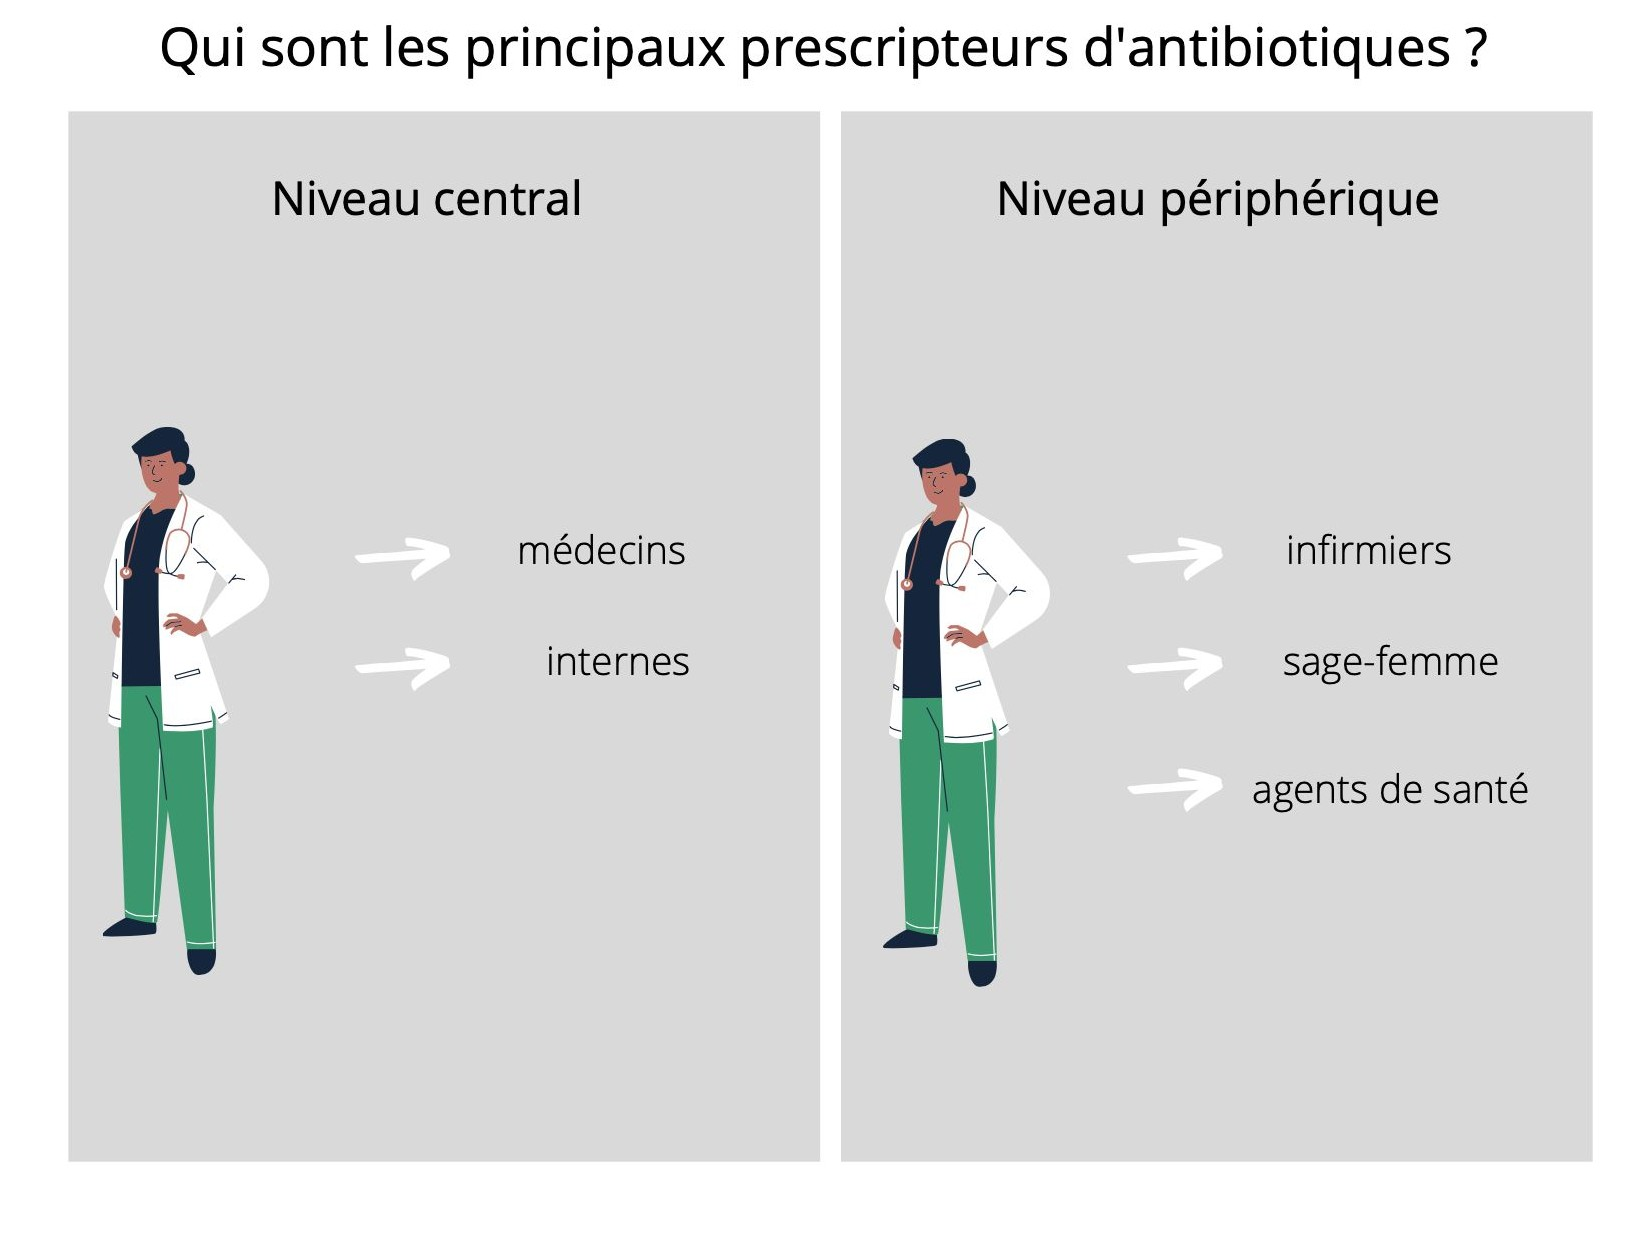 Qui sont les principaux prescripteurs d'antibiotiques ?
Niveau central
médecins
internes
Niveau périphérique
infirmiers
sage-femme
agents de santé